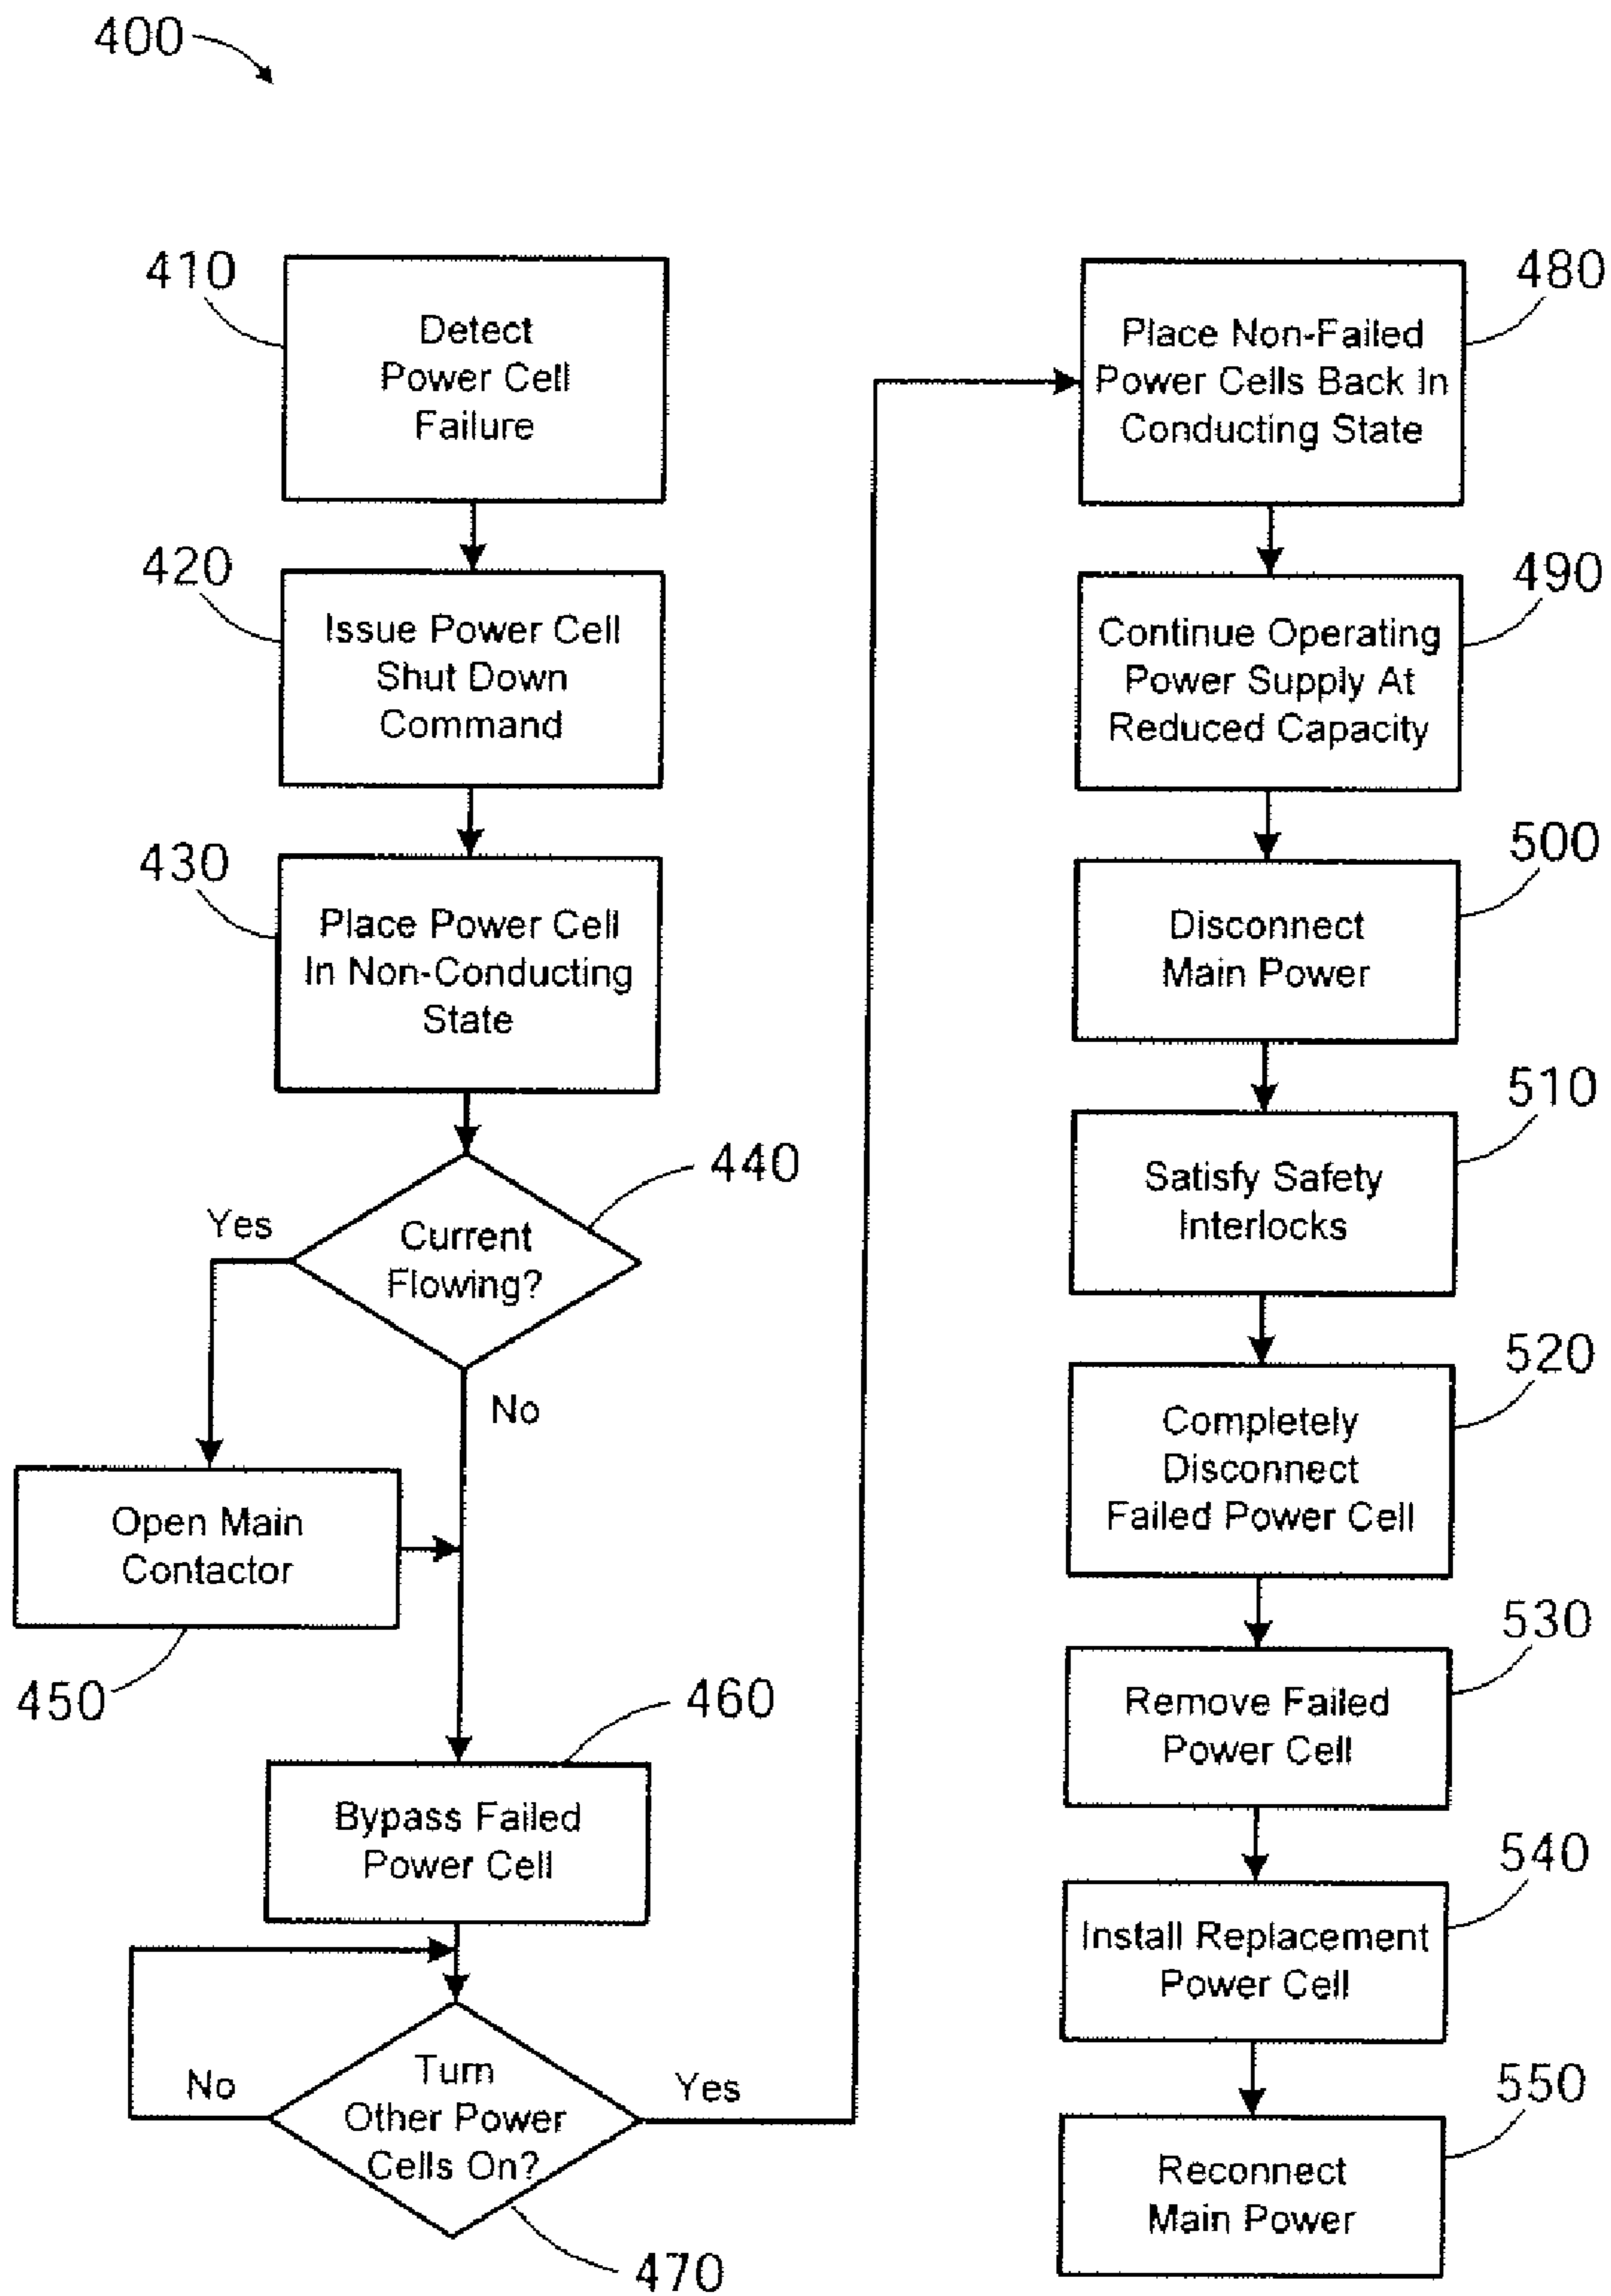 400
410
Detect
Power Cell
Failure
420
Issue Power Cell
Shut Down
Command
430
Place Power Cell
In Non-Conducting
State
440
Yes
Current
Flowing?
No
Open Main
Contactor
450
460
Bypass Failed
Power Cell
No
Turn
Other Power
Cells On?
Yes
470
480
Place Non-Failed
Power Cells Back In
Conducting State
490
Continue Operating
Power Supply At
Reduced Capacity
500
Disconnect
Main Power
510
Satisfy Safety
Interlocks
520
Completely
Disconnect
Failed Power Cell
530
Remove Failed
Power Cell
540
Install Replacement
Power Cell
550
Reconnect
Main Power